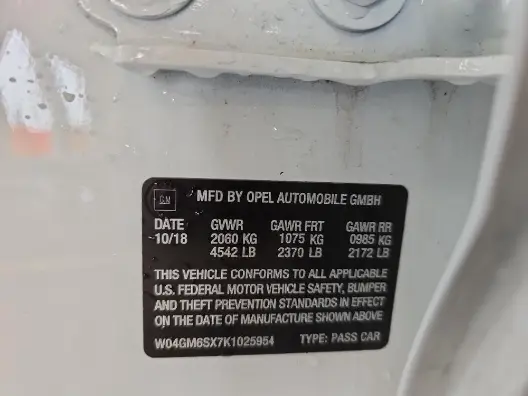 GM MFD BY OPEL AUTOMOBILE GMBH
DATE GVWR GAWR FRT GAWR RR
10/18 2060 KG 1075 KG 0985 KG
4542 LB 2370 LB 2172 LB
THIS VEHICLE CONFORMS TO ALL APPLICABLE
U.S. FEDERAL MOTOR VEHICLE SAFETY, BUMPER
AND THEFT PREVENTION STANDARDS IN EFFECT
ON THE DATE OF MANUFACTURE SHOWN ABOVE
W04GM6SX7K1025954 TYPE: PASS CAR